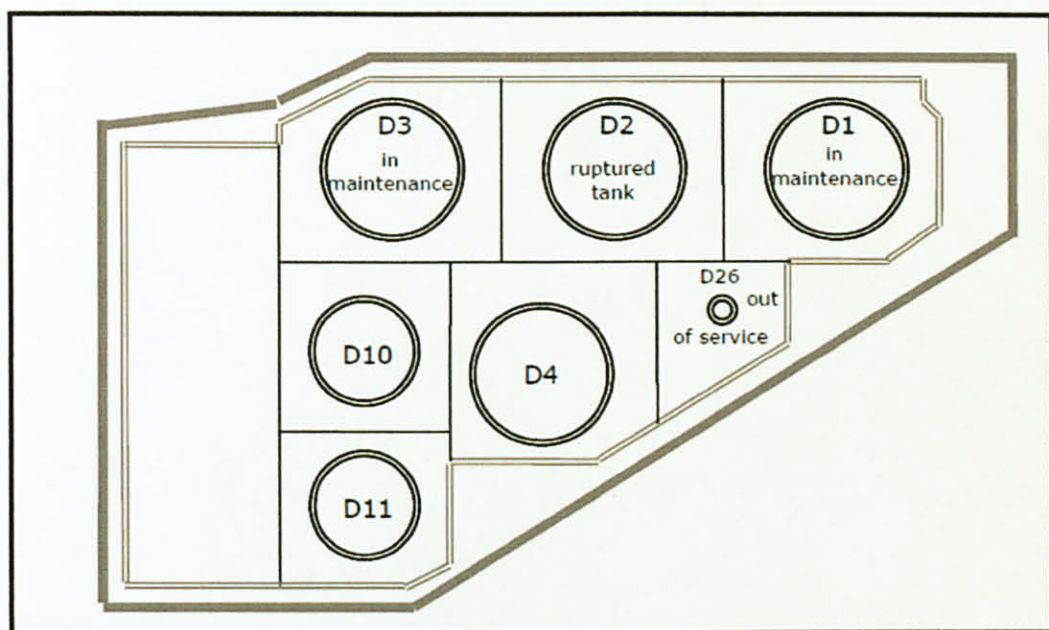 D3
in
maintenance
D2
ruptured
tank
D1
in
maintenance
D26
out
of service
D10
D4
D11